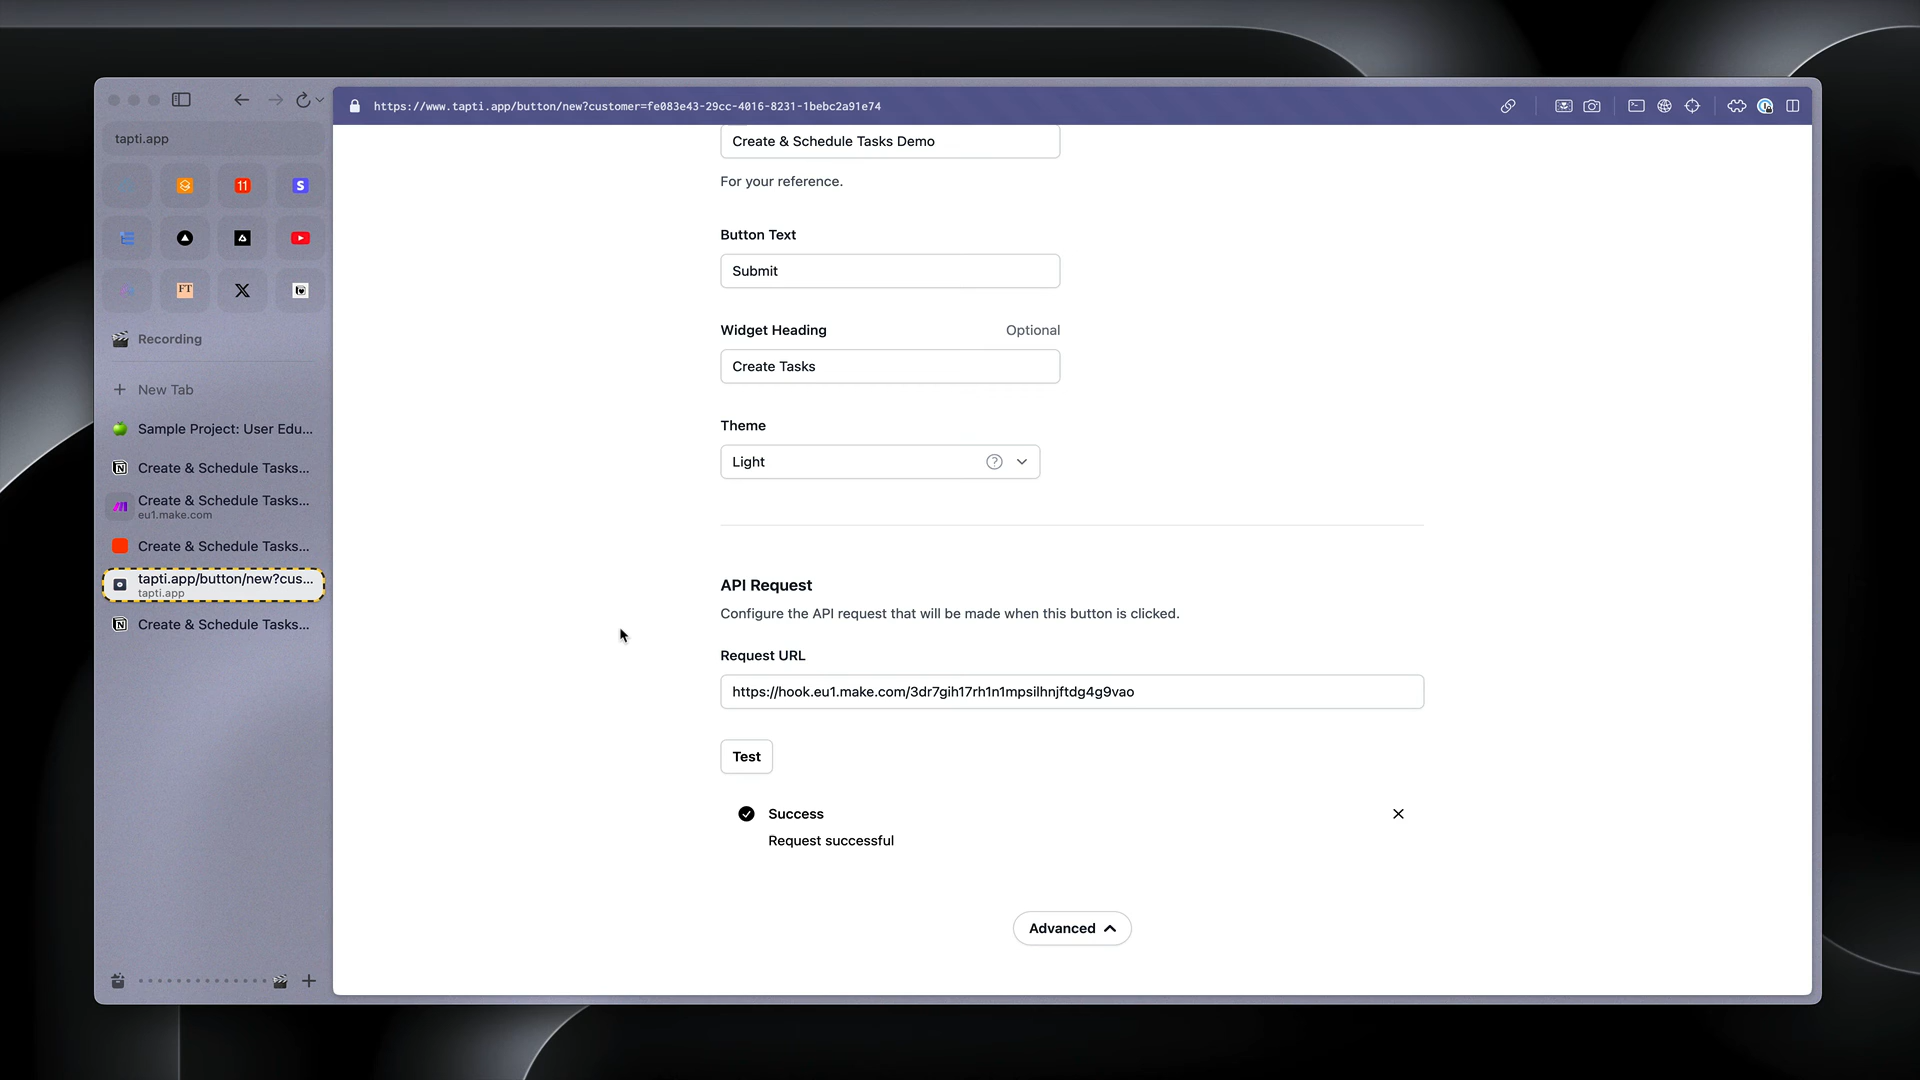 https://www.tapti.app/button/new?customer=fe083e43-29cc-4016-8231-1bebc2a91e74
tapti.app
11
S
FT
Recording
New Tab
Sample Project: User Edu...
Create & Schedule Tasks...
Create & Schedule Tasks...
eu1.make.com
Create & Schedule Tasks...
tapti.app/button/new?cus...
tapti.app
Create & Schedule Tasks...
Create & Schedule Tasks Demo
For your reference.
Button Text
Submit
Widget Heading
Optional
Create Tasks
Theme
Light
API Request
Configure the API request that will be made when this button is clicked.
Request URL
https://hook.eu1.make.com/3dr7gih17rh1n1mpsilhnjftdg4g9vao
Test
Success
Request successful
Advanced